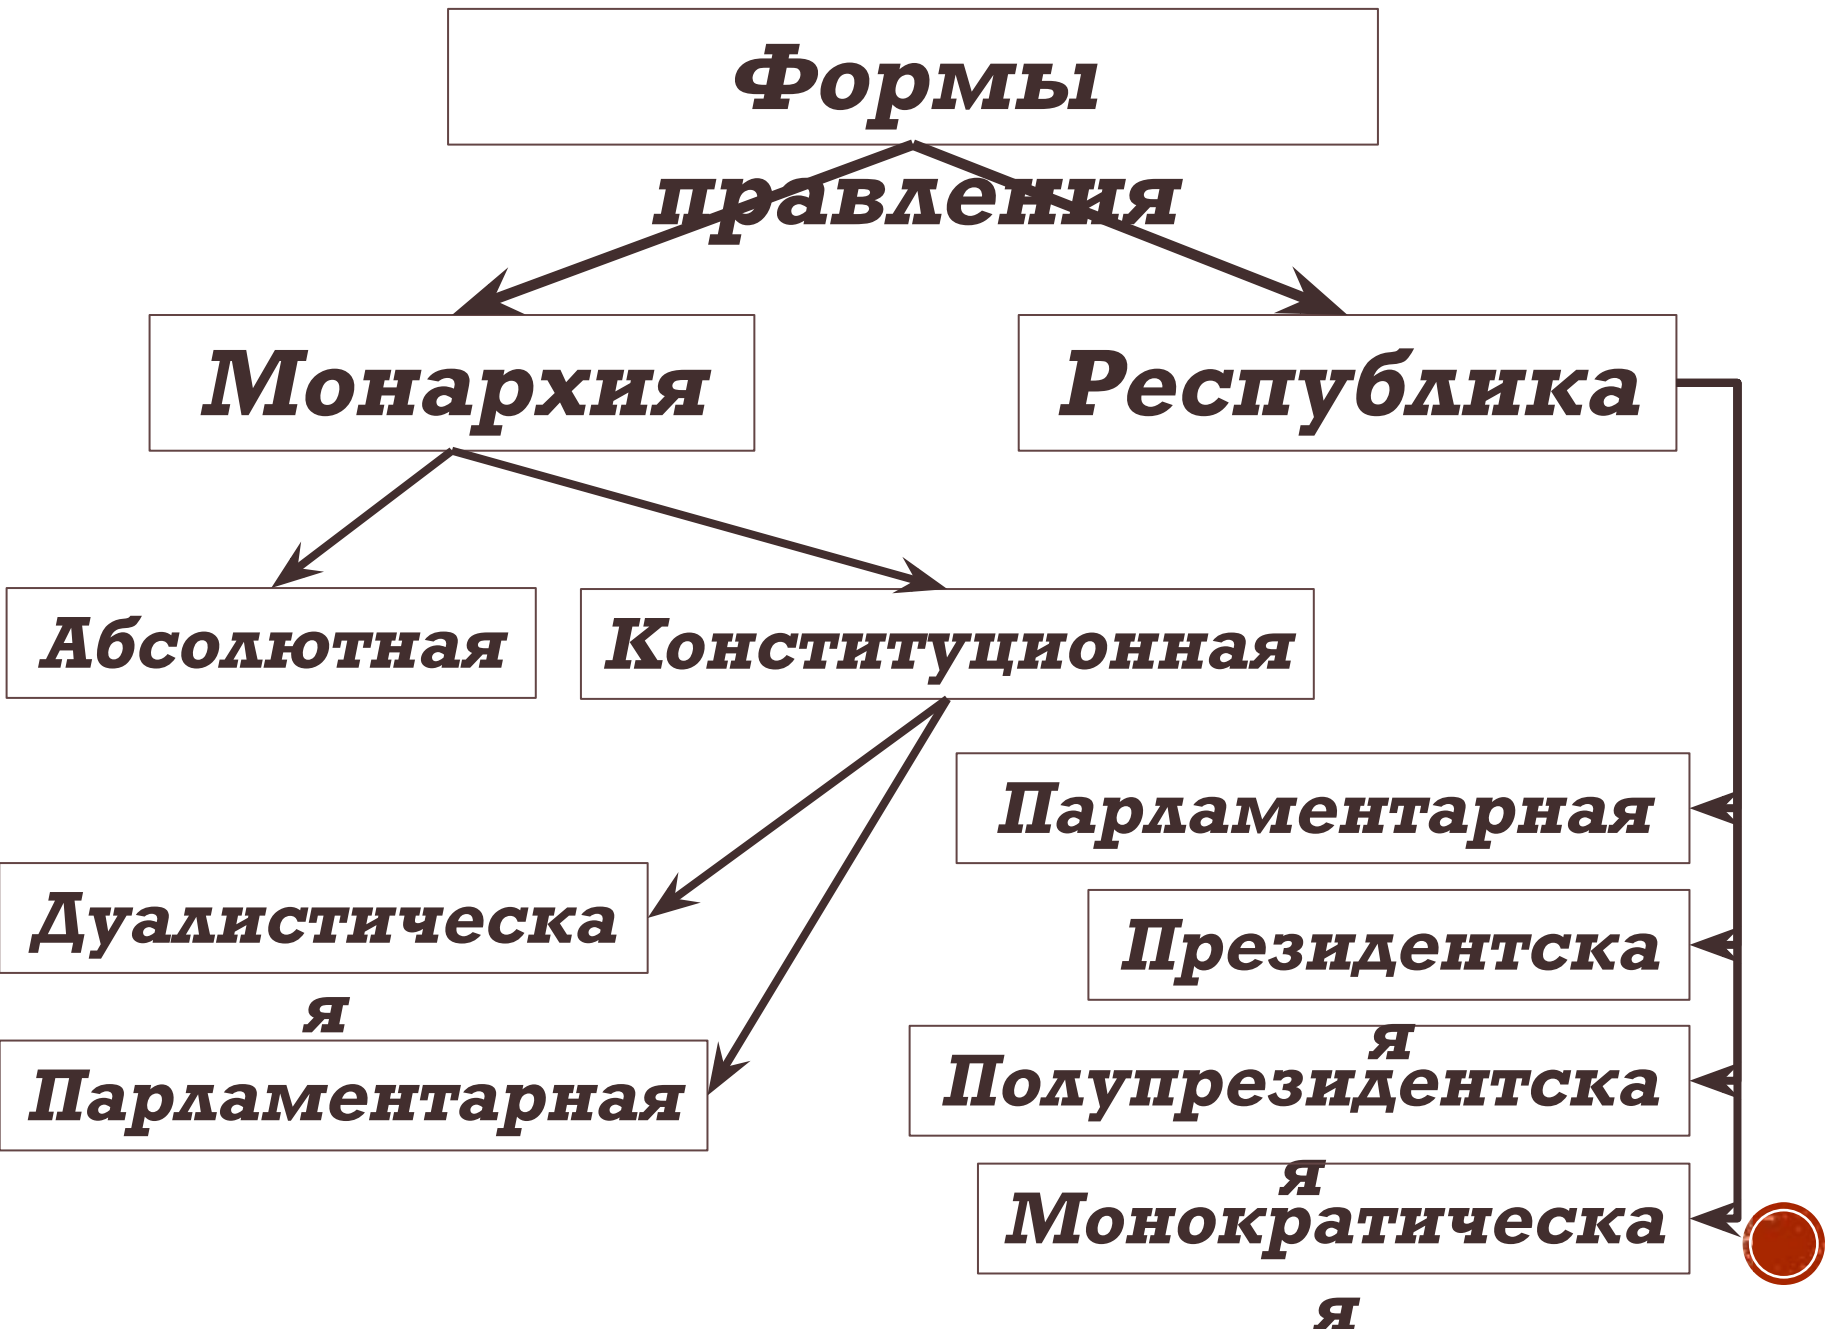 Формы
правления
Монархия
Республика
Абсолютная
Конституционная
Парламентарная
Дуалистическа
я
Президентска
я
Парламентарная
Полупрезидентска
я
Монократическа
я